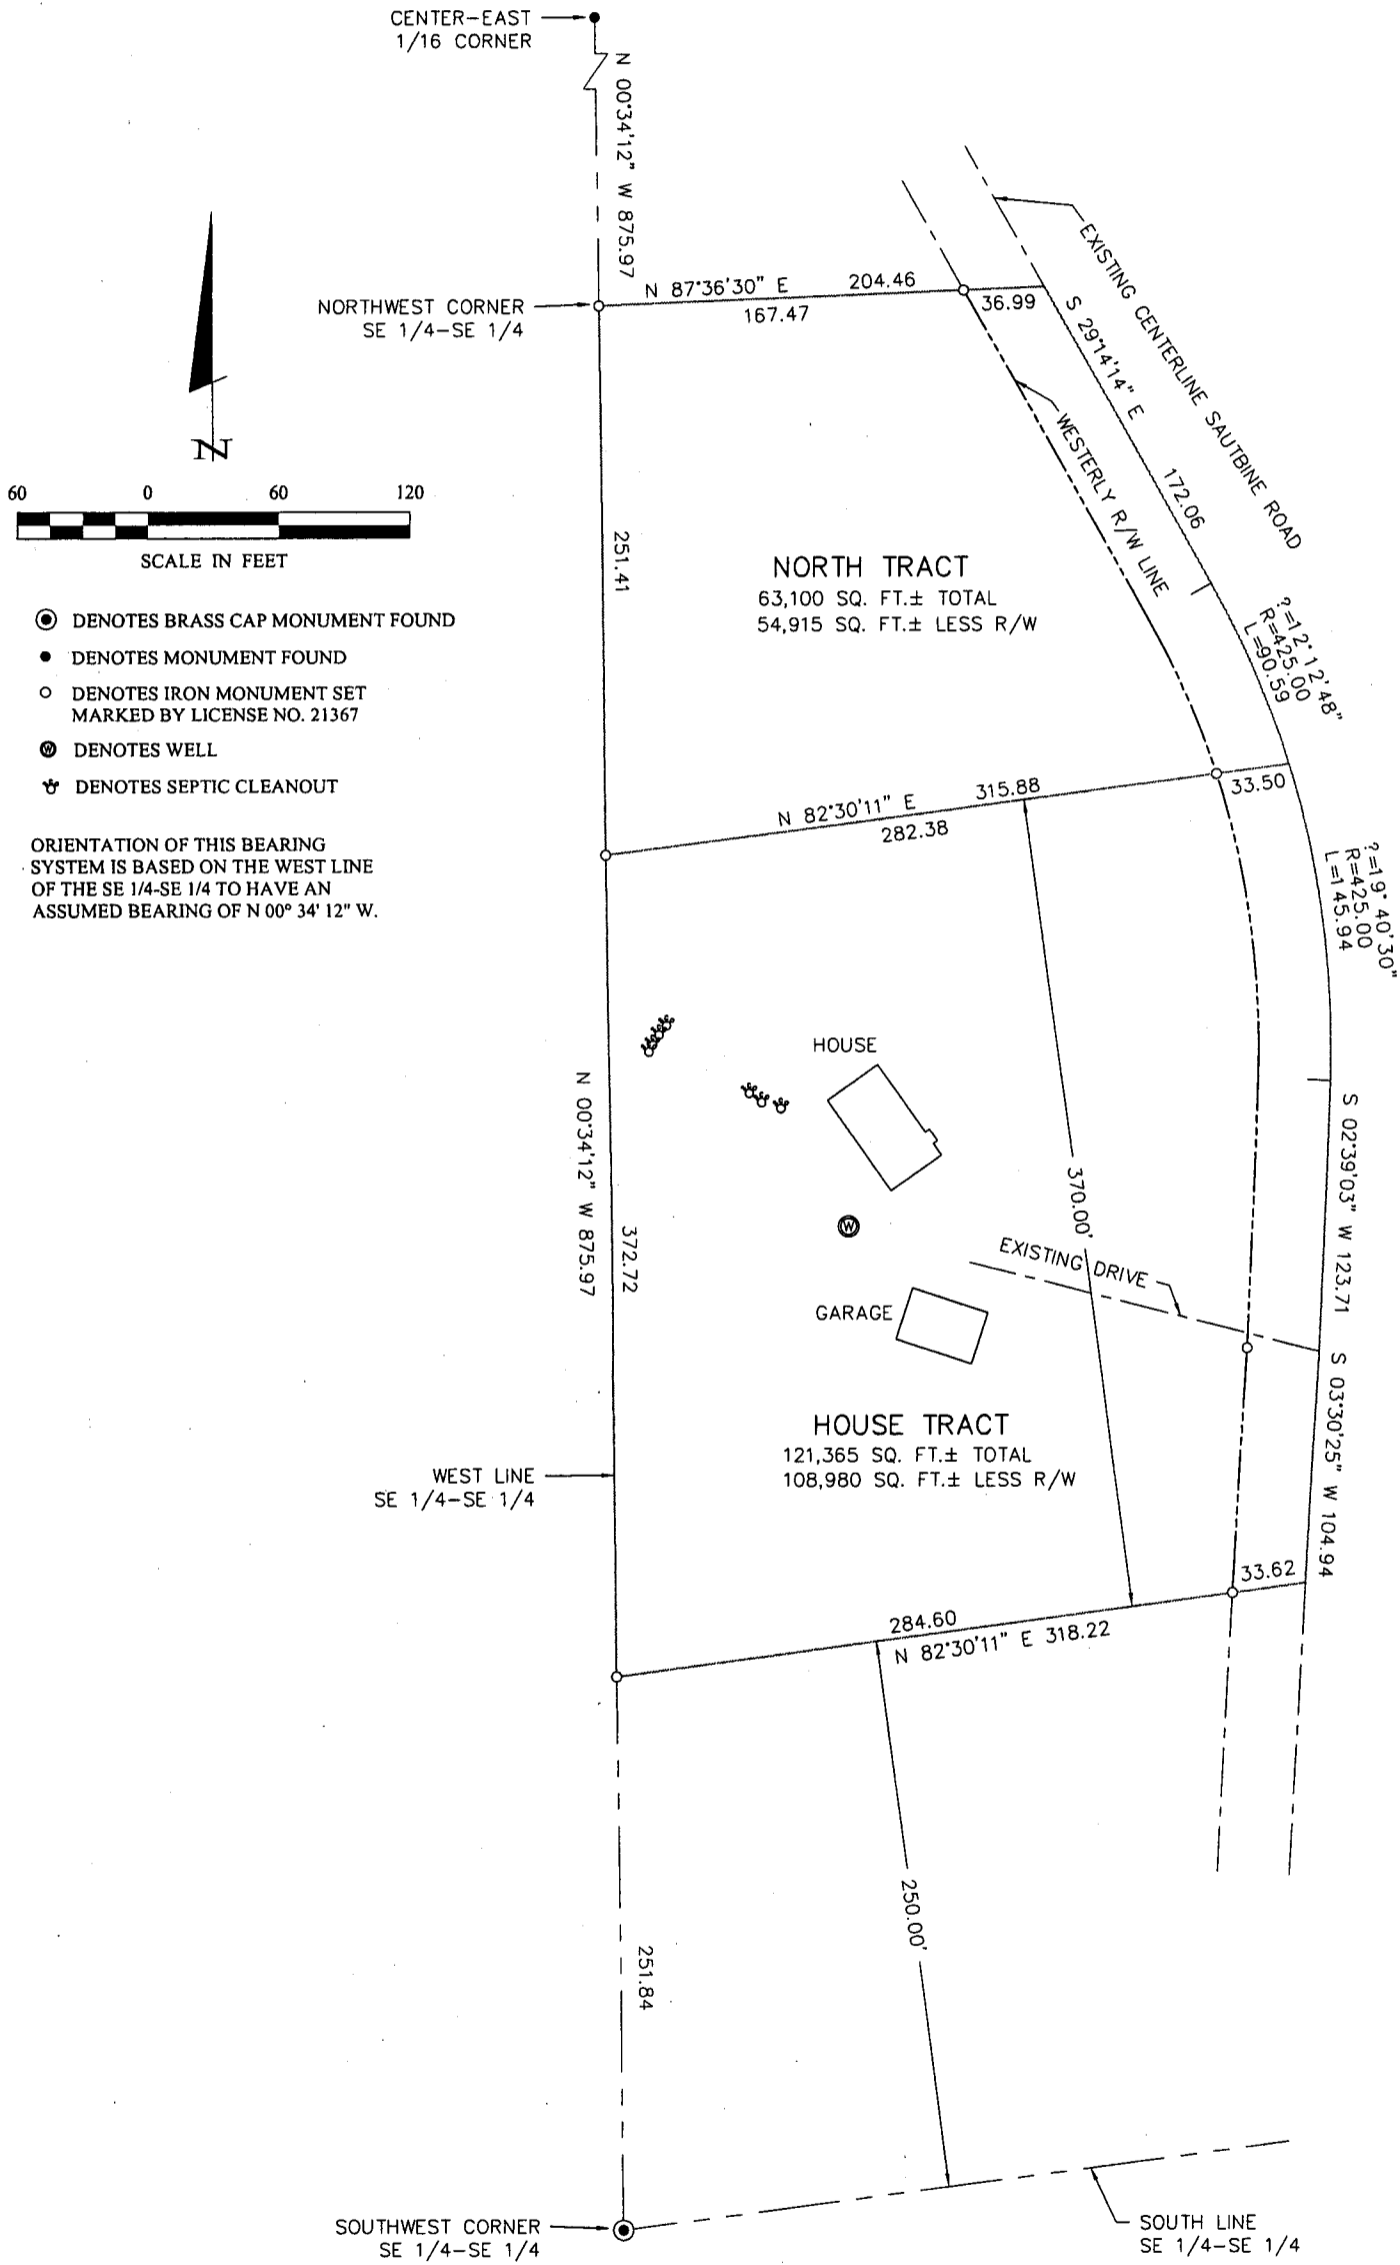 CENTER-EAST
1/16 CORNER
N 00°34'12" W 875.97
NORTHWEST CORNER
SE 1/4-SE 1/4
N 87°36'30" E 204.46
167.47
36.99
S 29°14'14" E 172.06
EXISTING CENTERLINE SAUTBINE ROAD
WESTERLY R/W LINE
N
60 0 60 120
SCALE IN FEET
DENOTES BRASS CAP MONUMENT FOUND
DENOTES MONUMENT FOUND
DENOTES IRON MONUMENT SET
MARKED BY LICENSE NO. 21367
W DENOTES WELL
DENOTES SEPTIC CLEANOUT
ORIENTATION OF THIS BEARING
SYSTEM IS BASED ON THE WEST LINE
OF THE SE 1/4-SE 1/4 TO HAVE AN
ASSUMED BEARING OF N 00° 34' 12" W.
251.41
NORTH TRACT
63,100 SQ. FT.± TOTAL
54,915 SQ. FT.± LESS R/W
?=12°12'48"
R=425.00
L=90.59
N 82°30'11" E 315.88
282.38
33.50
?=19°40'30"
R=425.00
L=145.94
HOUSE
N 00°34'12" W 875.97
372.72
370.00'
W
S 02°39'03" W 123.71
EXISTING DRIVE
GARAGE
S 03°30'25" W 104.94
HOUSE TRACT
121,365 SQ. FT.± TOTAL
108,980 SQ. FT.± LESS R/W
WEST LINE
SE 1/4-SE 1/4
33.62
284.60
N 82°30'11" E 318.22
250.00'
251.84
SOUTHWEST CORNER
SE 1/4-SE 1/4
SOUTH LINE
SE 1/4-SE 1/4